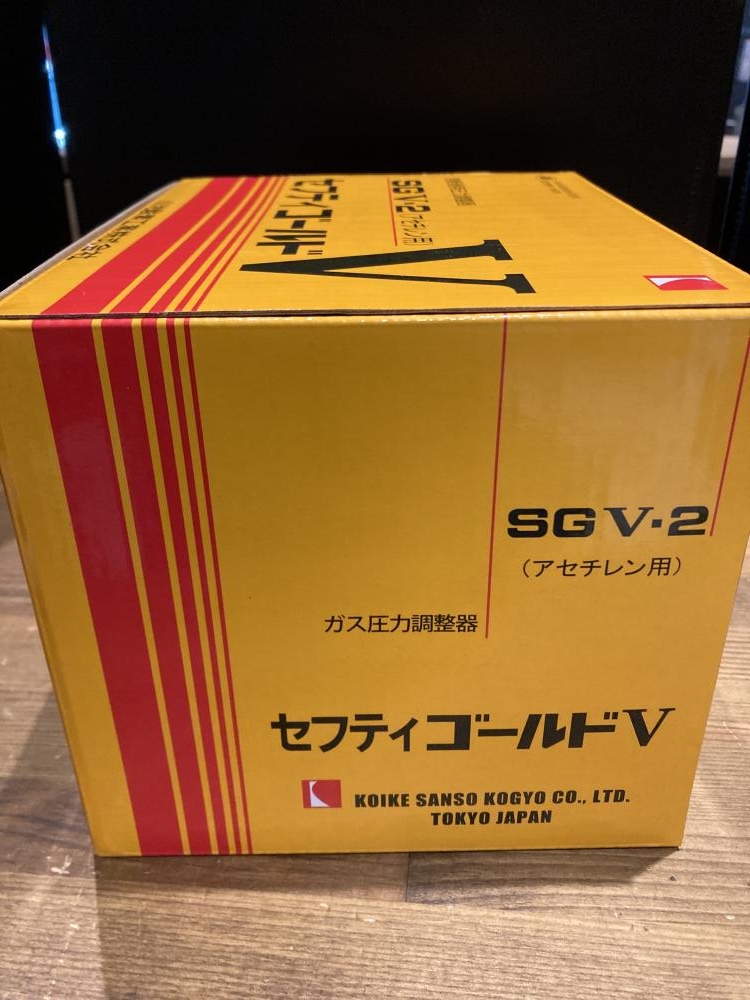 SGV-2 アセチレン用
セフティゴールド
V
SGV-2
(アセチレン用)
ガス圧力調整器
セフティゴールドV
KOIKE SANSO KOGYO CO., LTD.
TOKYO JAPAN